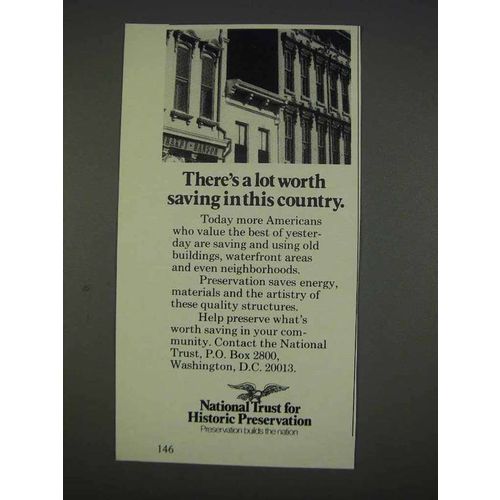 There's a lot worth
saving in this country.
Today more Americans
who value the best of yester-
day are saving and using old
buildings, waterfront areas
and even neighborhoods.
Preservation saves energy,
materials and the artistry of
these quality structures.
Help preserve what's
worth saving in your com-
munity. Contact the National
Trust, P.O. Box 2800,
Washington, D.C. 20013.
National Trust for
Historic Preservation
Preservation builds the nation
146